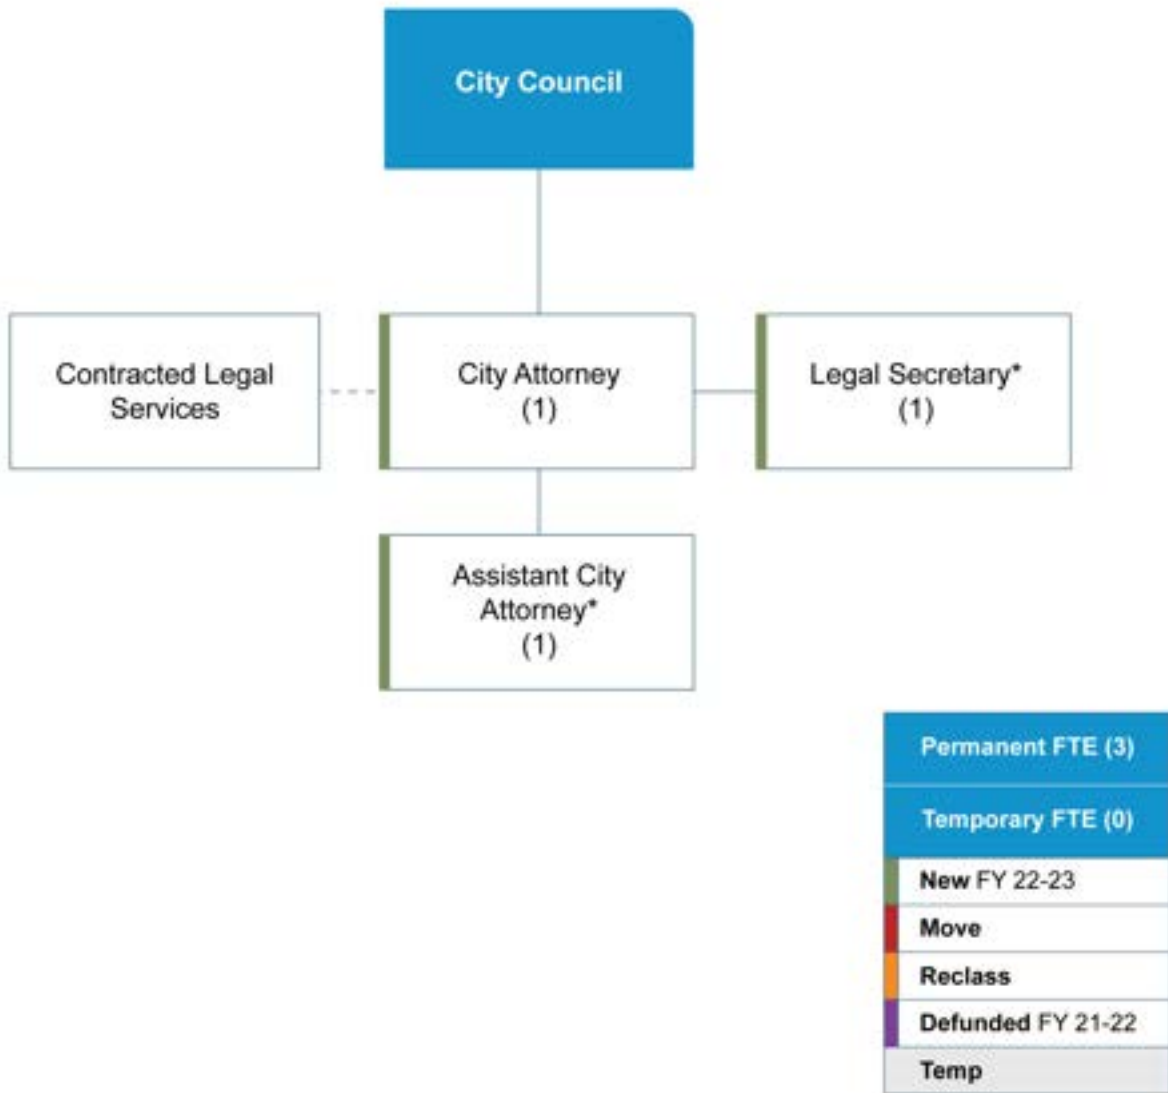 City Council
Contracted Legal
Services
City Attorney
(1)
Legal Secretary*
(1)
Assistant City
Attorney*
(1)
Permanent FTE (3)
Temporary FTE (0)
New FY 22-23
Move
Reclass
Defunded FY 21-22
Temp